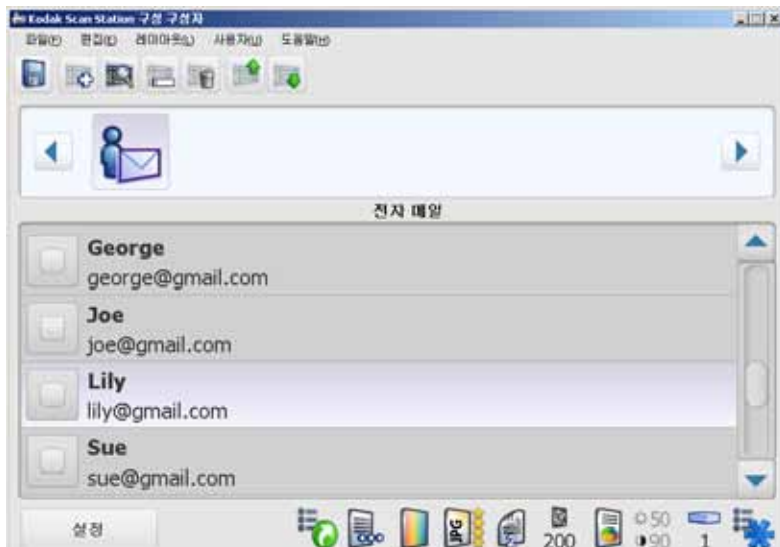 Kodak Scan Station 구성 구성자
파일(F) 편집(E) 레이아웃(L) 사용자(U) 도움말(H)
전자 메일
George
george@gmail.com
Joe
joe@gmail.com
Lily
lily@gmail.com
Sue
sue@gmail.com
설정
JPG
200
50
90
1